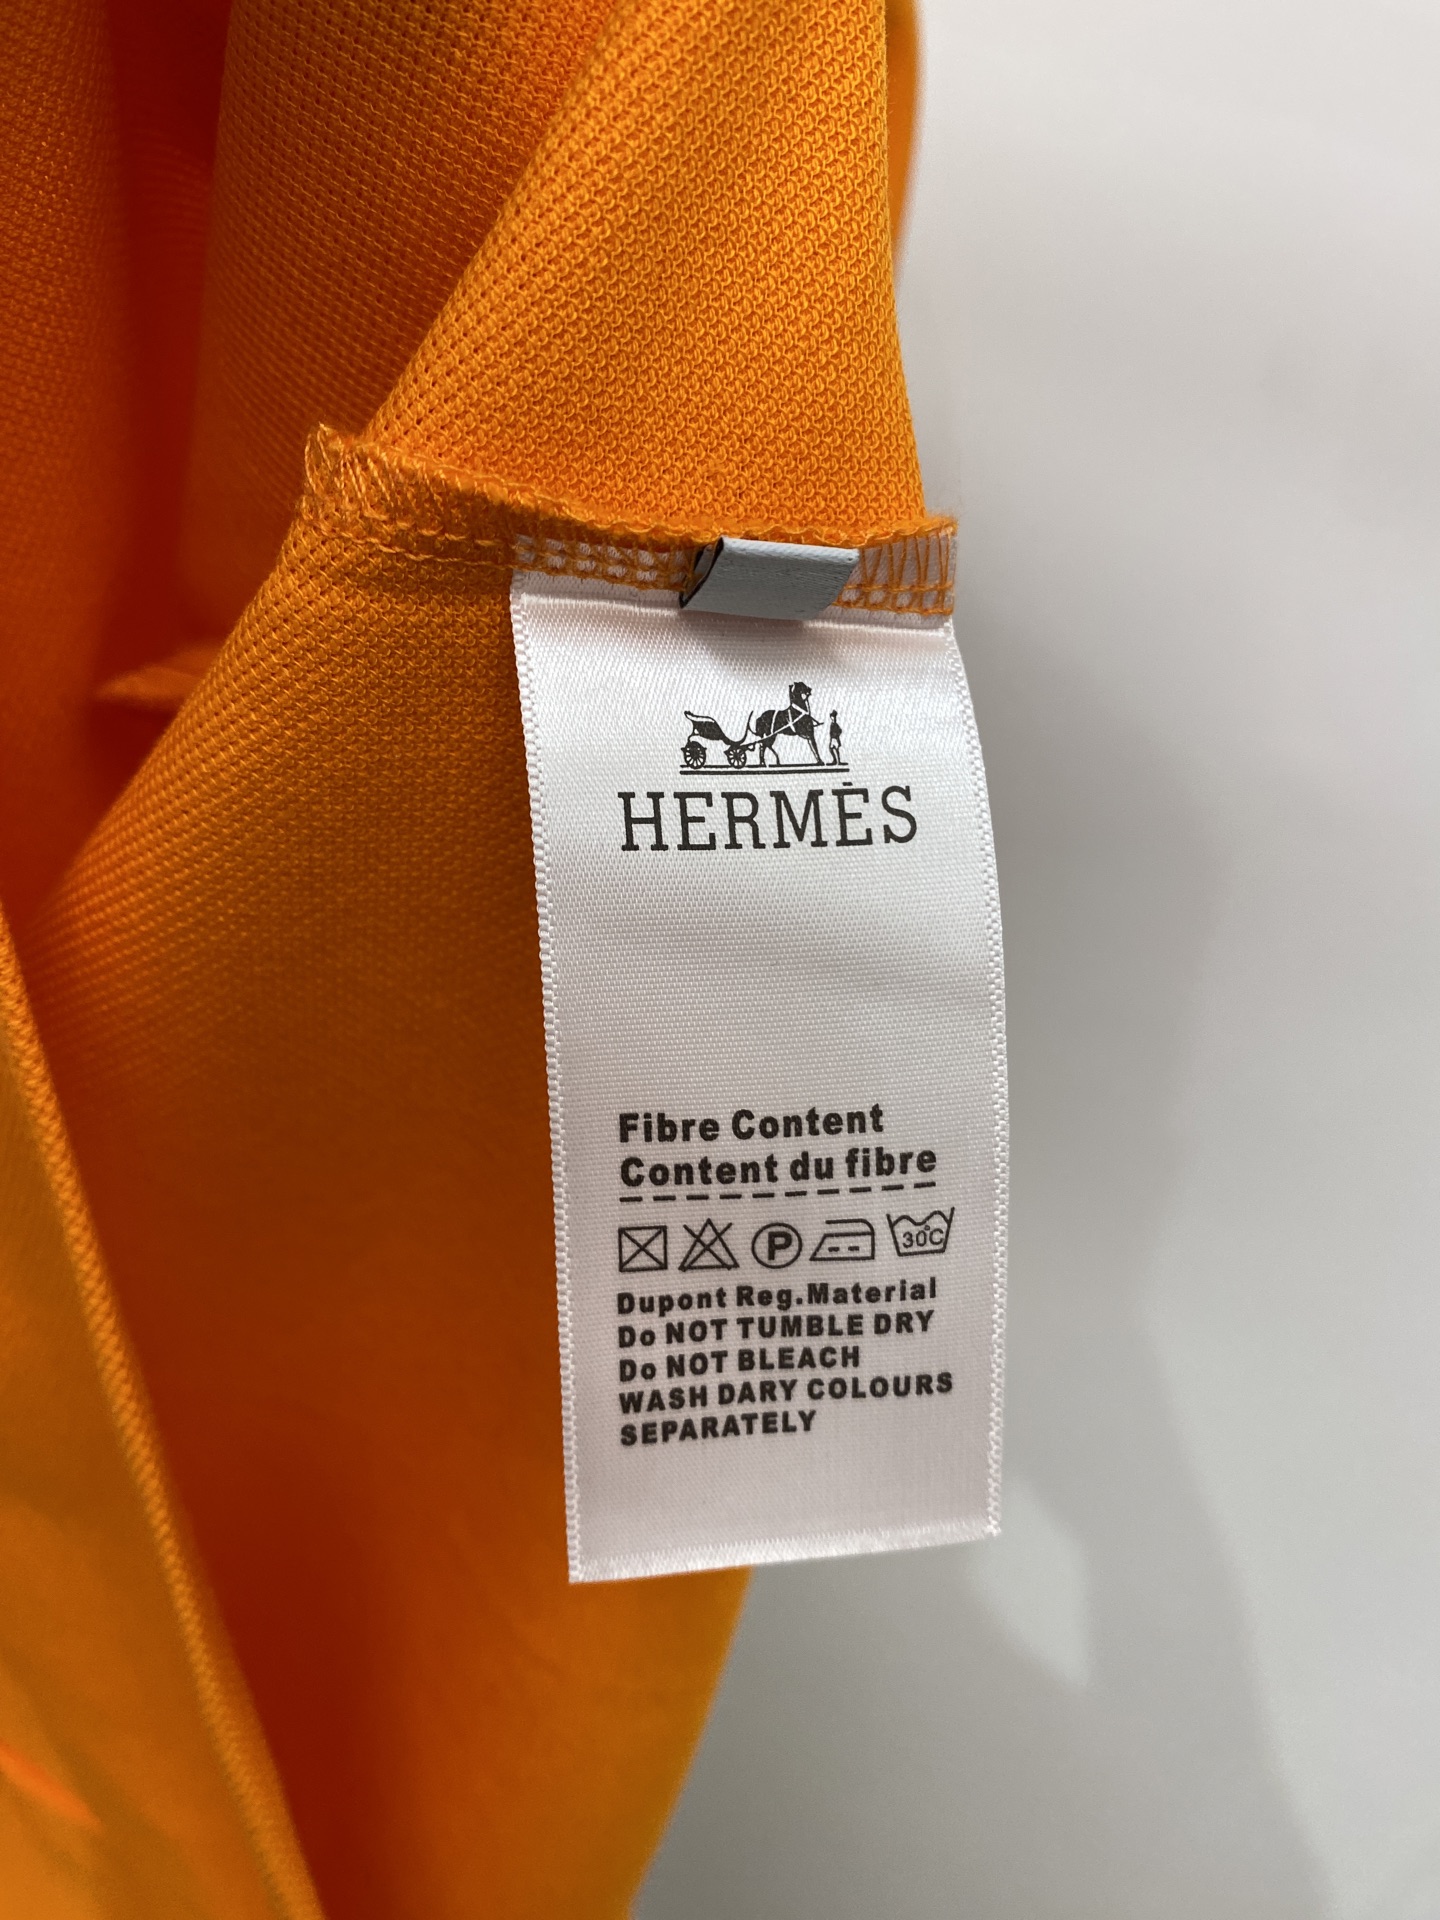 HERMÈS
Fibre Content
Content du fibre
P
30°C
Dupont Reg.Material
Do NOT TUMBLE DRY
Do NOT BLEACH
WASH DARY COLOURS
SEPARATELY